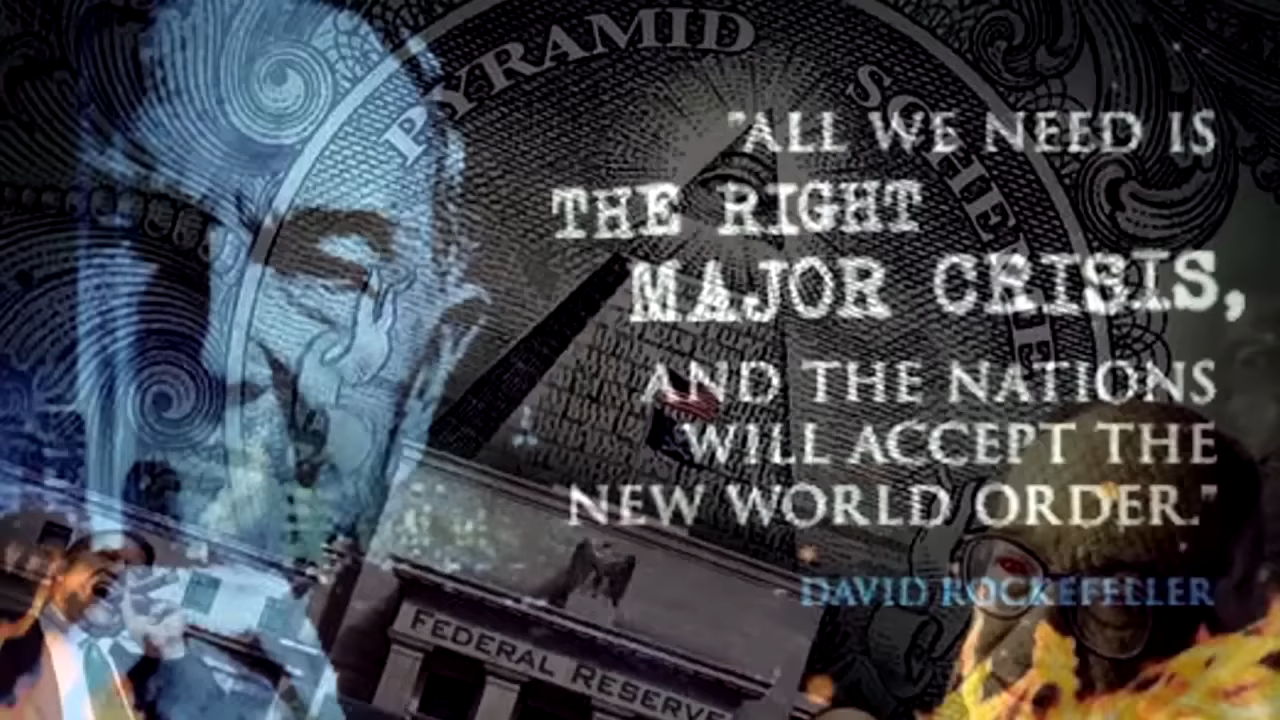 PYRAMID SCHEME
"ALL WE NEED IS
THE RIGHT
MAJOR CRISIS,
AND THE NATIONS
WILL ACCEPT THE
NEW WORLD ORDER."
DAVID ROCKEFELLER
FEDERAL RESERVE